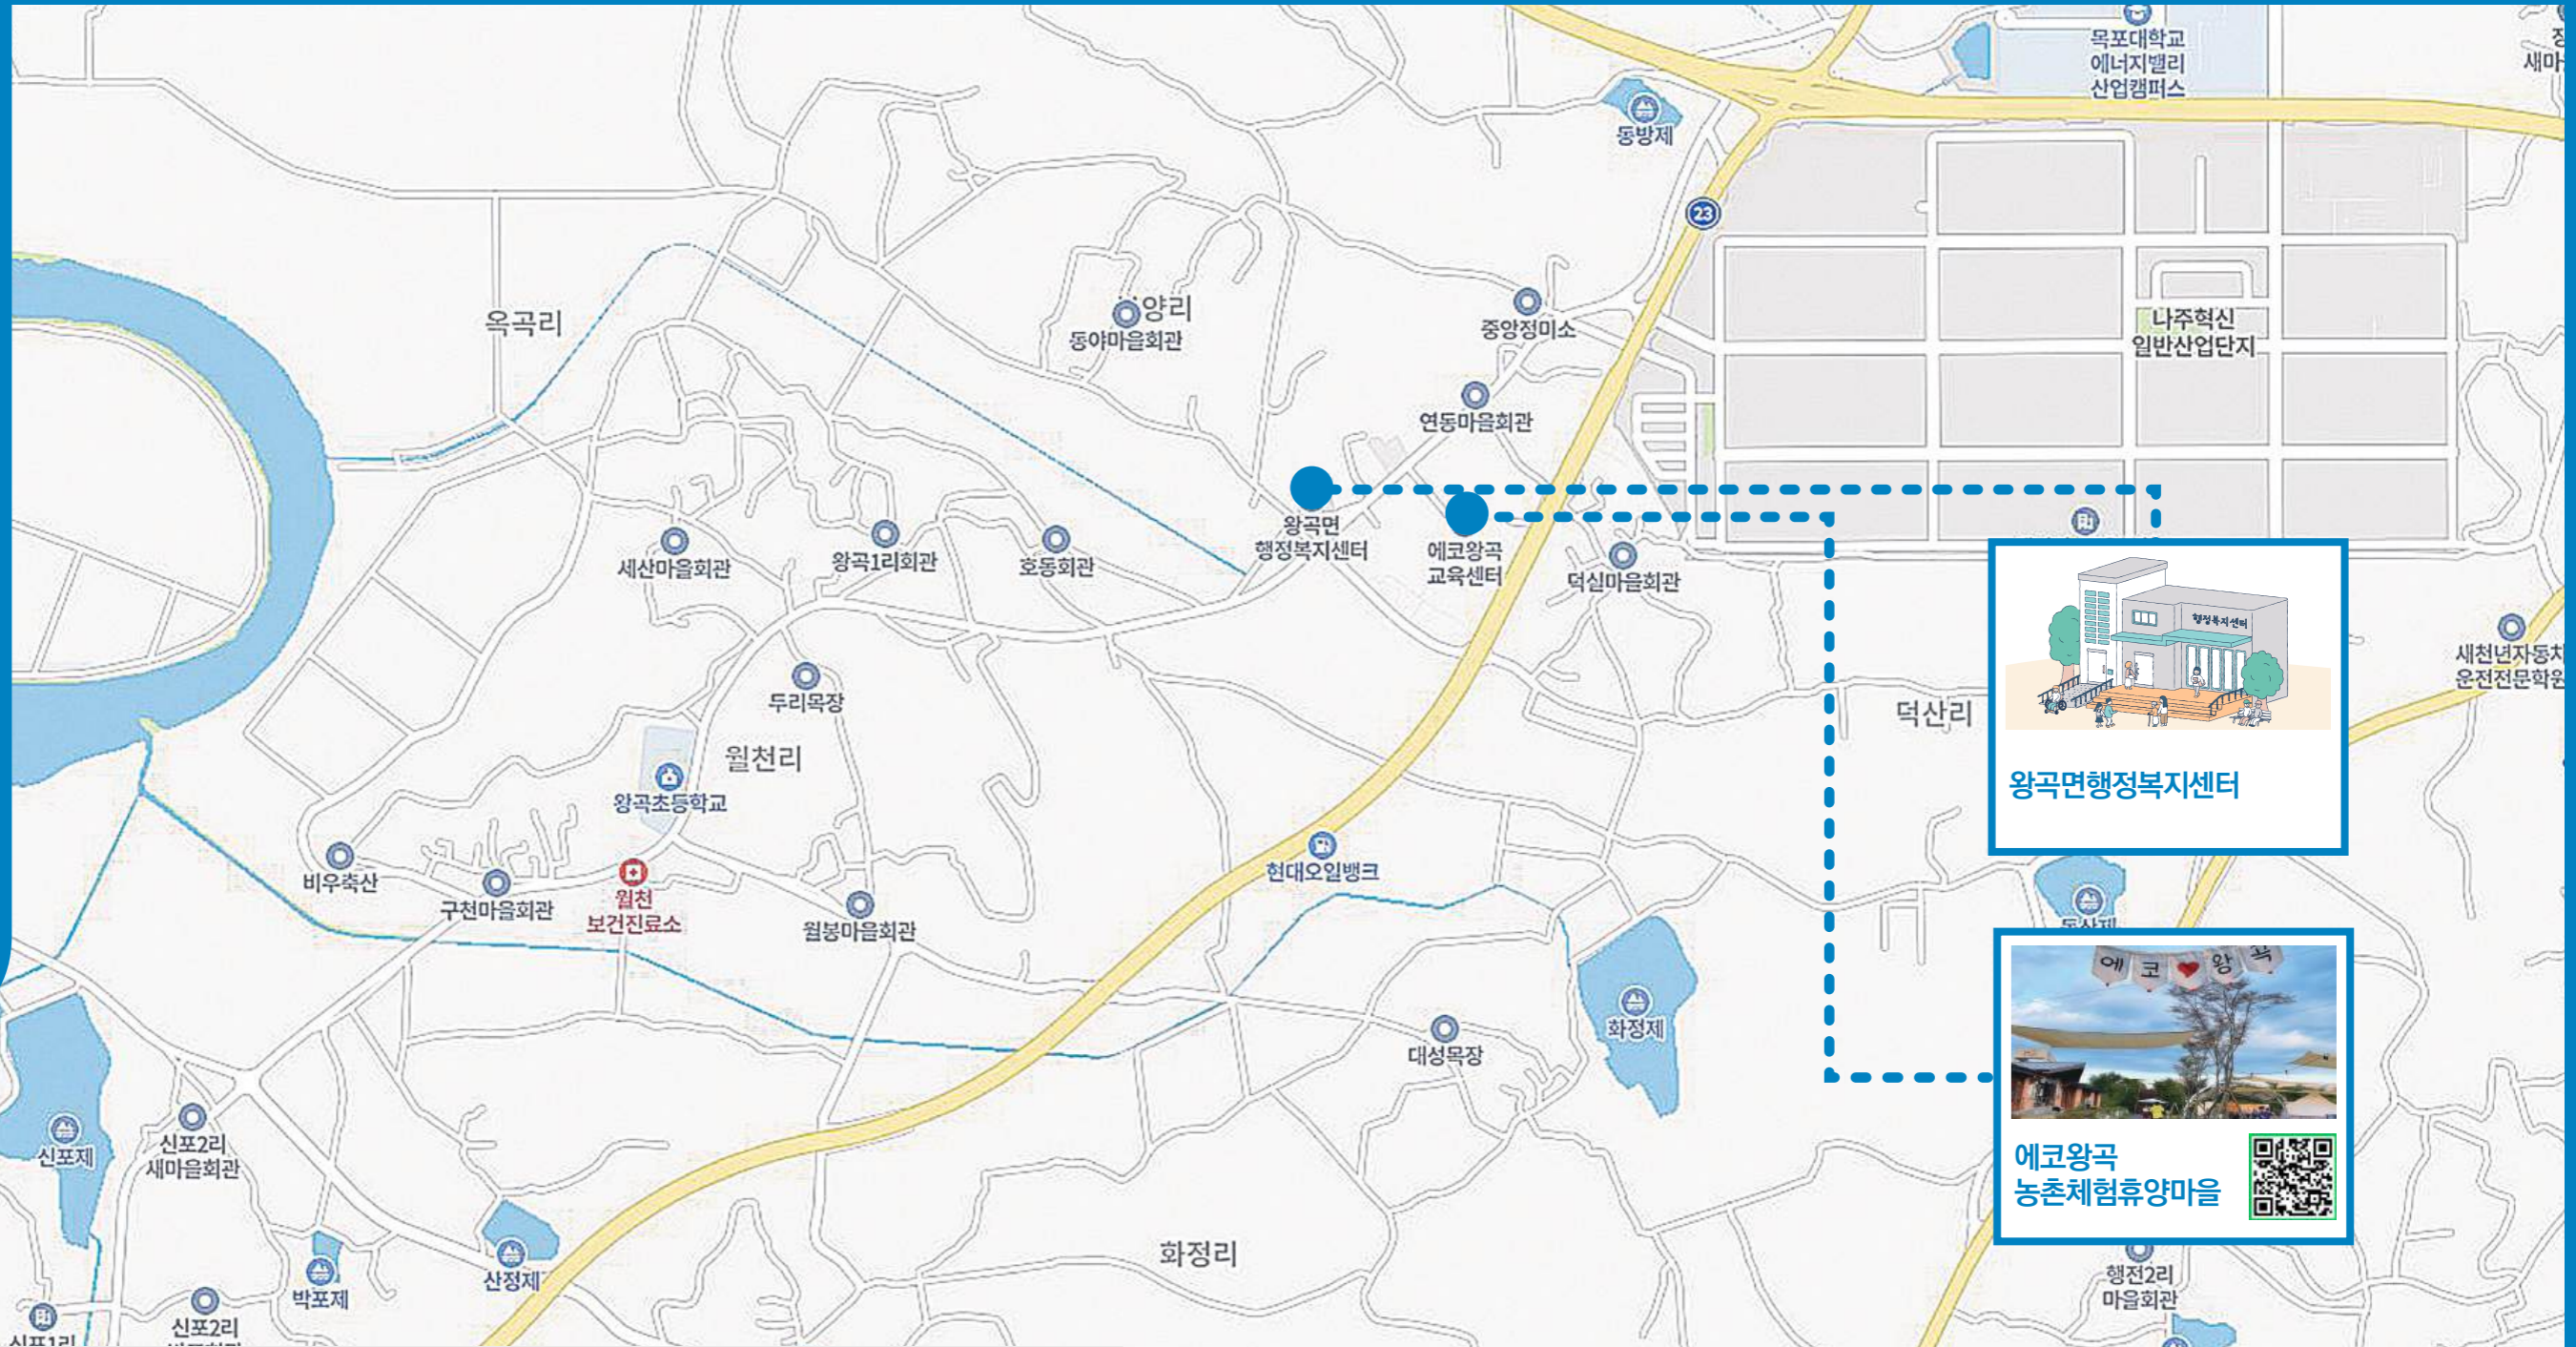 목포대학교
에너지밸리
산업캠퍼스
새마
동방제
23
옥곡리
양리
동야마을회관
중앙정미소
나주혁신
일반산업단지
연동마을회관
왕곡면
행정복지센터
에코왕곡
교육센터
덕실마을회관
세산마을회관
왕곡1리회관
호동회관
행정복지센터
새천년자동차
운전전문학원
두리목장
덕산리
월천리
왕곡초등학교
왕곡면행정복지센터
비우축산
구천마을회관
월천
보건진료소
월봉마을회관
현대오일뱅크
에코♥왕곡
화정제
대성목장
신포제
신포2리
새마을회관
에코왕곡
농촌체험휴양마을
산정제
박포제
화정리
행전2리
마을회관
신포2리